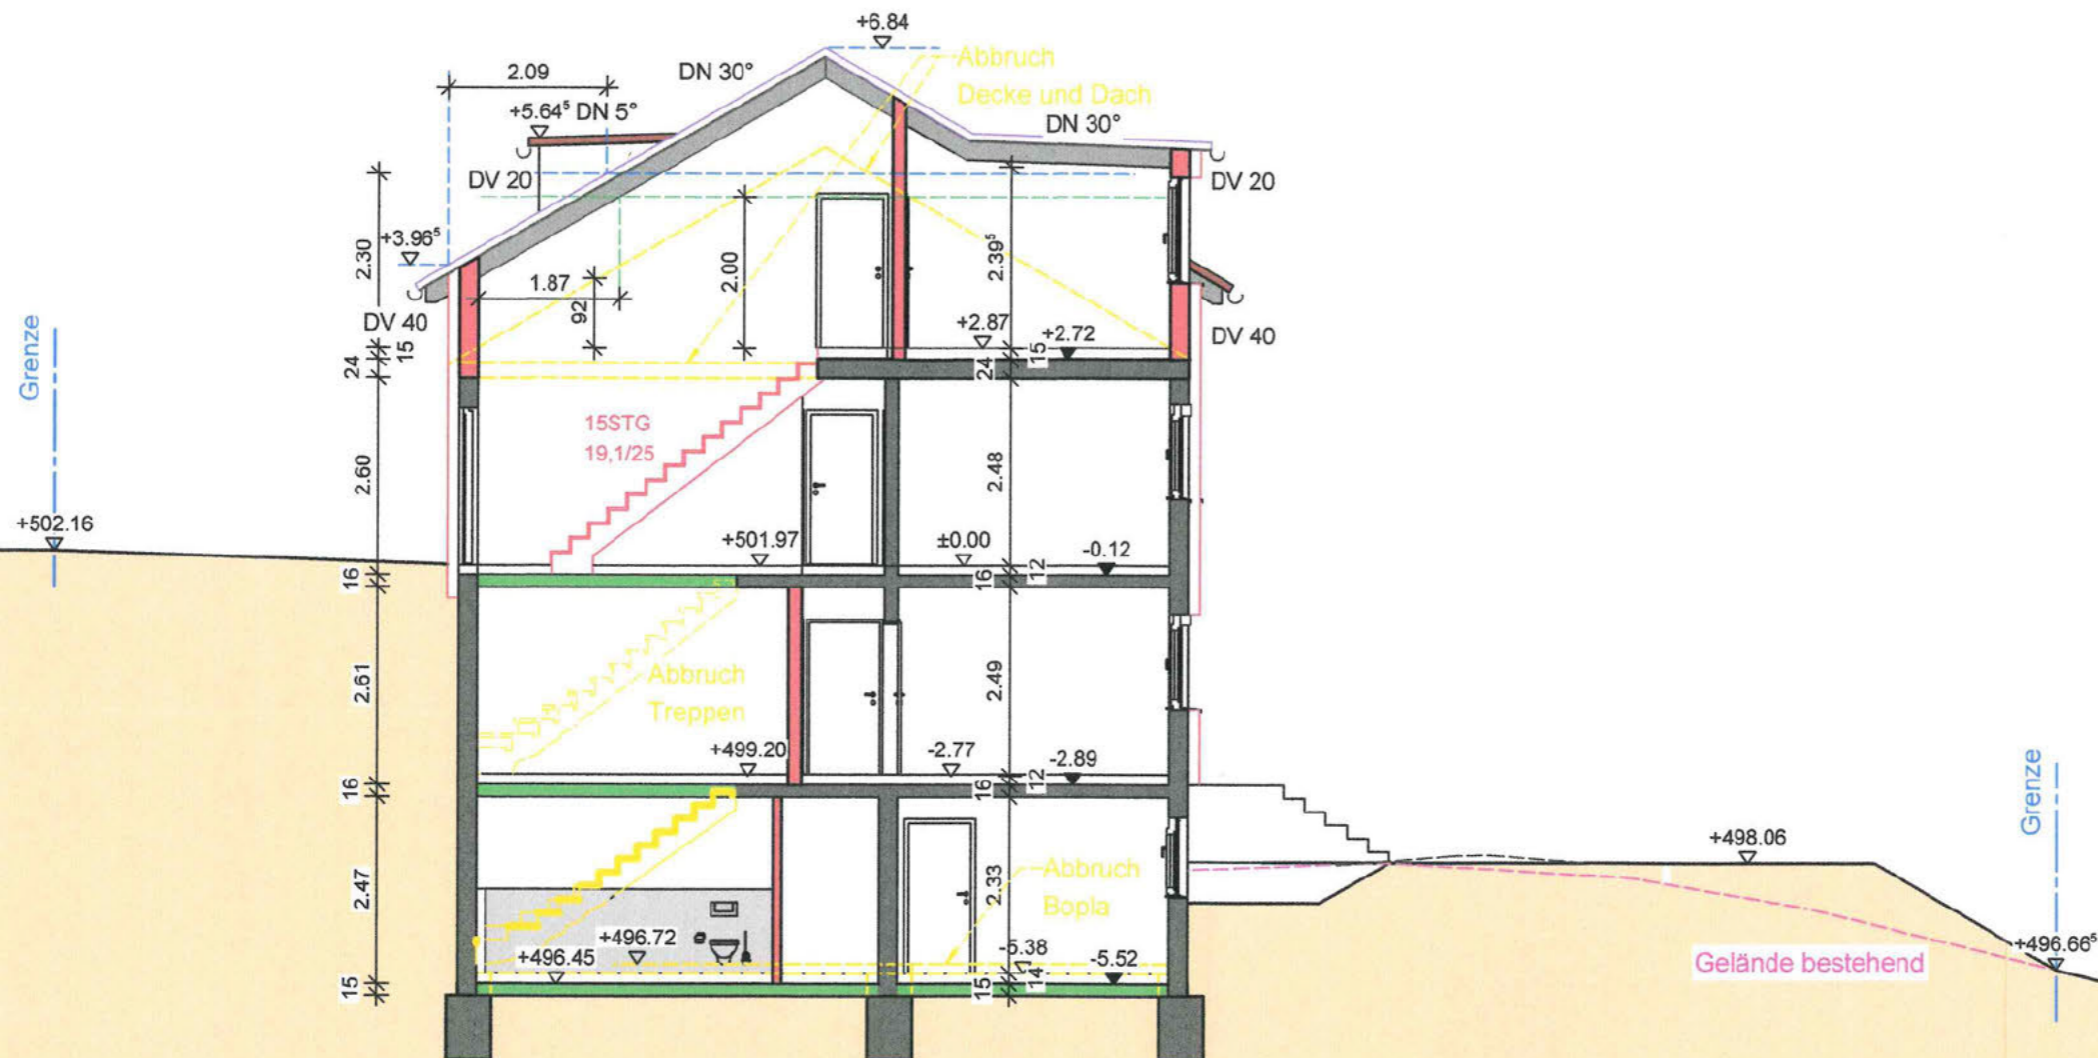 +6.84
2.09
DN 30°
Abbruch
Decke und Dach
+5.64⁵ DN 5°
DN 30°
DV 20
DV 20
+3.96⁵
2.30
2.00
2.39⁵
1.87
92
DV 40
+2.87
+2.72
DV 40
15
24
15
24
Grenze
15STG
19,1/25
2.60
2.48
+502.16
+501.97
±0.00
-0.12
16
16
12
2.61
Abbruch
Treppen
2.49
+499.20
-2.77
-2.89
16
16
12
Grenze
+498.06
2.47
2.33
Abbruch
Bopla
+496.72
+496.45
-5.38
-5.52
+496.66⁵
Gelände bestehend
15
15
14